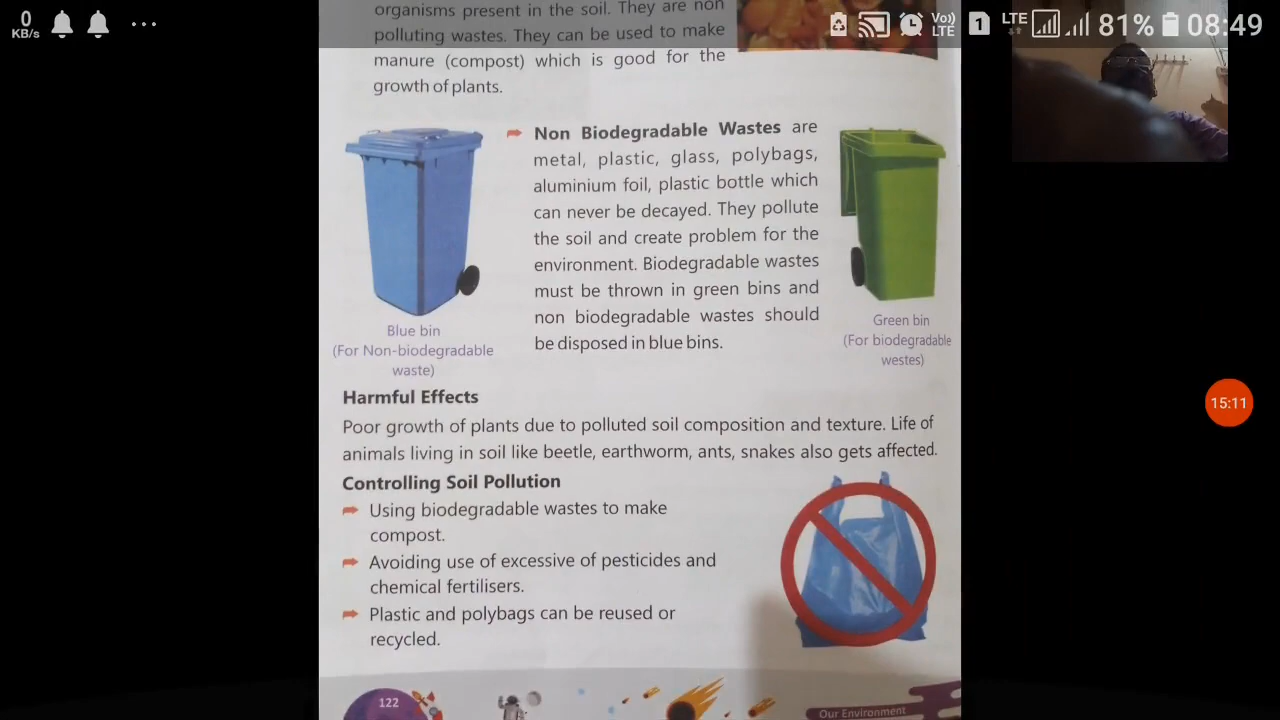 0
KB/s
Vo)
LTE
1
LTE
81%
08:49
organisms present in the soil. They are non
polluting wastes. They can be used to make
manure (compost) which is good for the
growth of plants.
Non Biodegradable Wastes are
metal, plastic, glass, polybags,
aluminium foil, plastic bottle which
can never be decayed. They pollute
the soil and create problem for the
environment. Biodegradable wastes
must be thrown in green bins and
non biodegradable wastes should
be disposed in blue bins.
Blue bin
(For Non-biodegradable
waste)
Green bin
(For biodegradable
westes)
15:11
Harmful Effects
Poor growth of plants due to polluted soil composition and texture. Life of
animals living in soil like beetle, earthworm, ants, snakes also gets affected.
Controlling Soil Pollution
Using biodegradable wastes to make
compost.
Avoiding use of excessive of pesticides and
chemical fertilisers.
Plastic and polybags can be reused or
recycled.
122
Our Environment